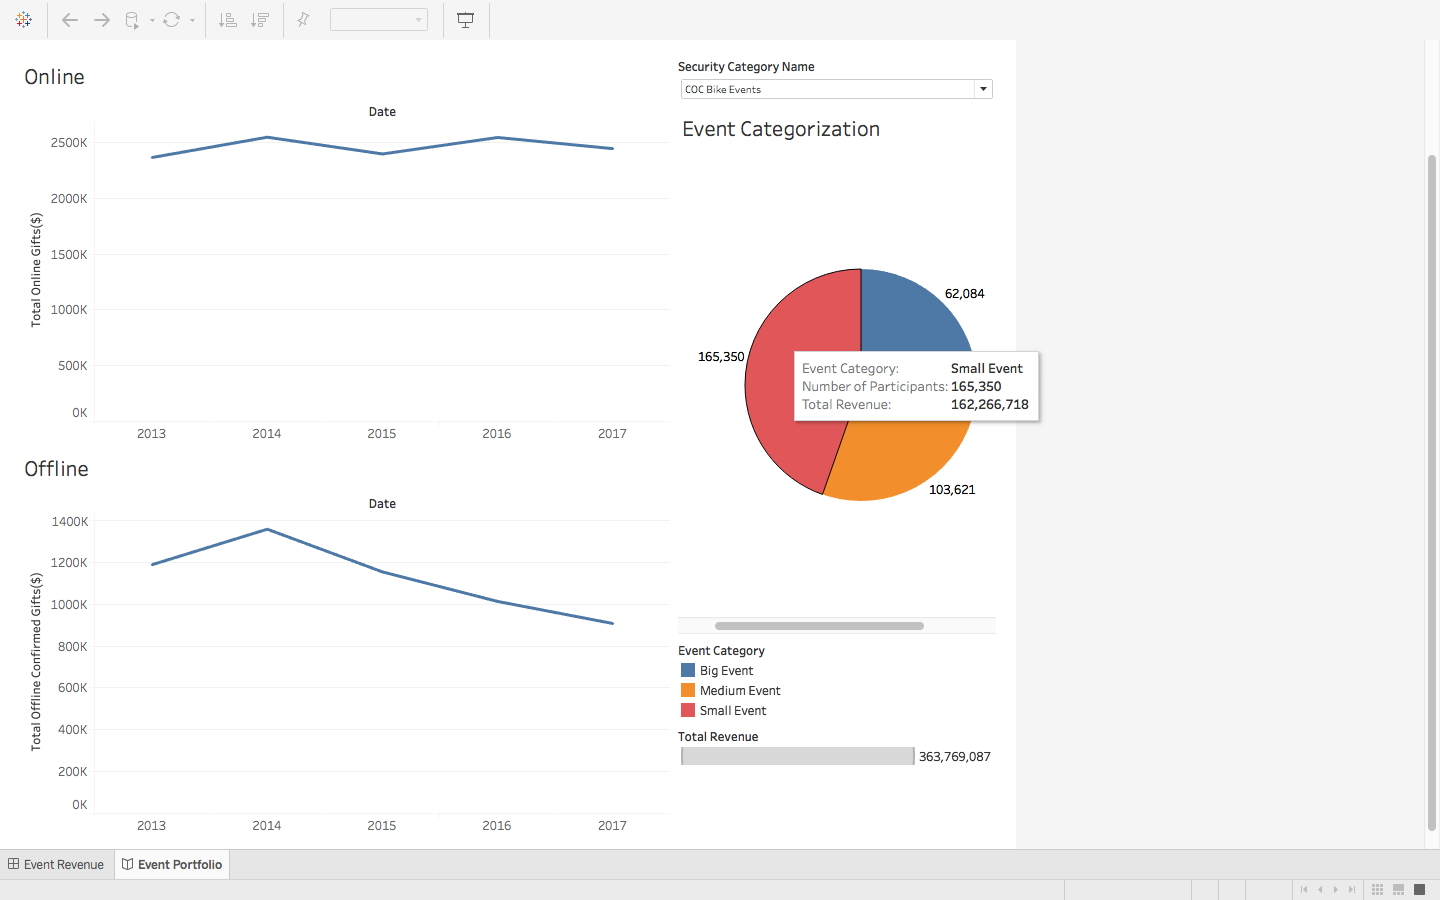 Online
Date
2500K
2000K
1500K
1000K
500K
0K
Total Online Gifts($)
2013 2014 2015 2016 2017
Offline
Date
1400K
1200K
1000K
800K
600K
400K
200K
0K
Total Offline Confirmed Gifts($)
2013 2014 2015 2016 2017
Security Category Name
COC Bike Events
Event Categorization
62,084
165,350
Event Category: Small Event
Number of Participants: 165,350
Total Revenue: 162,266,718
103,621
Event Category
Big Event
Medium Event
Small Event
Total Revenue
363,769,087
Event Revenue Event Portfolio